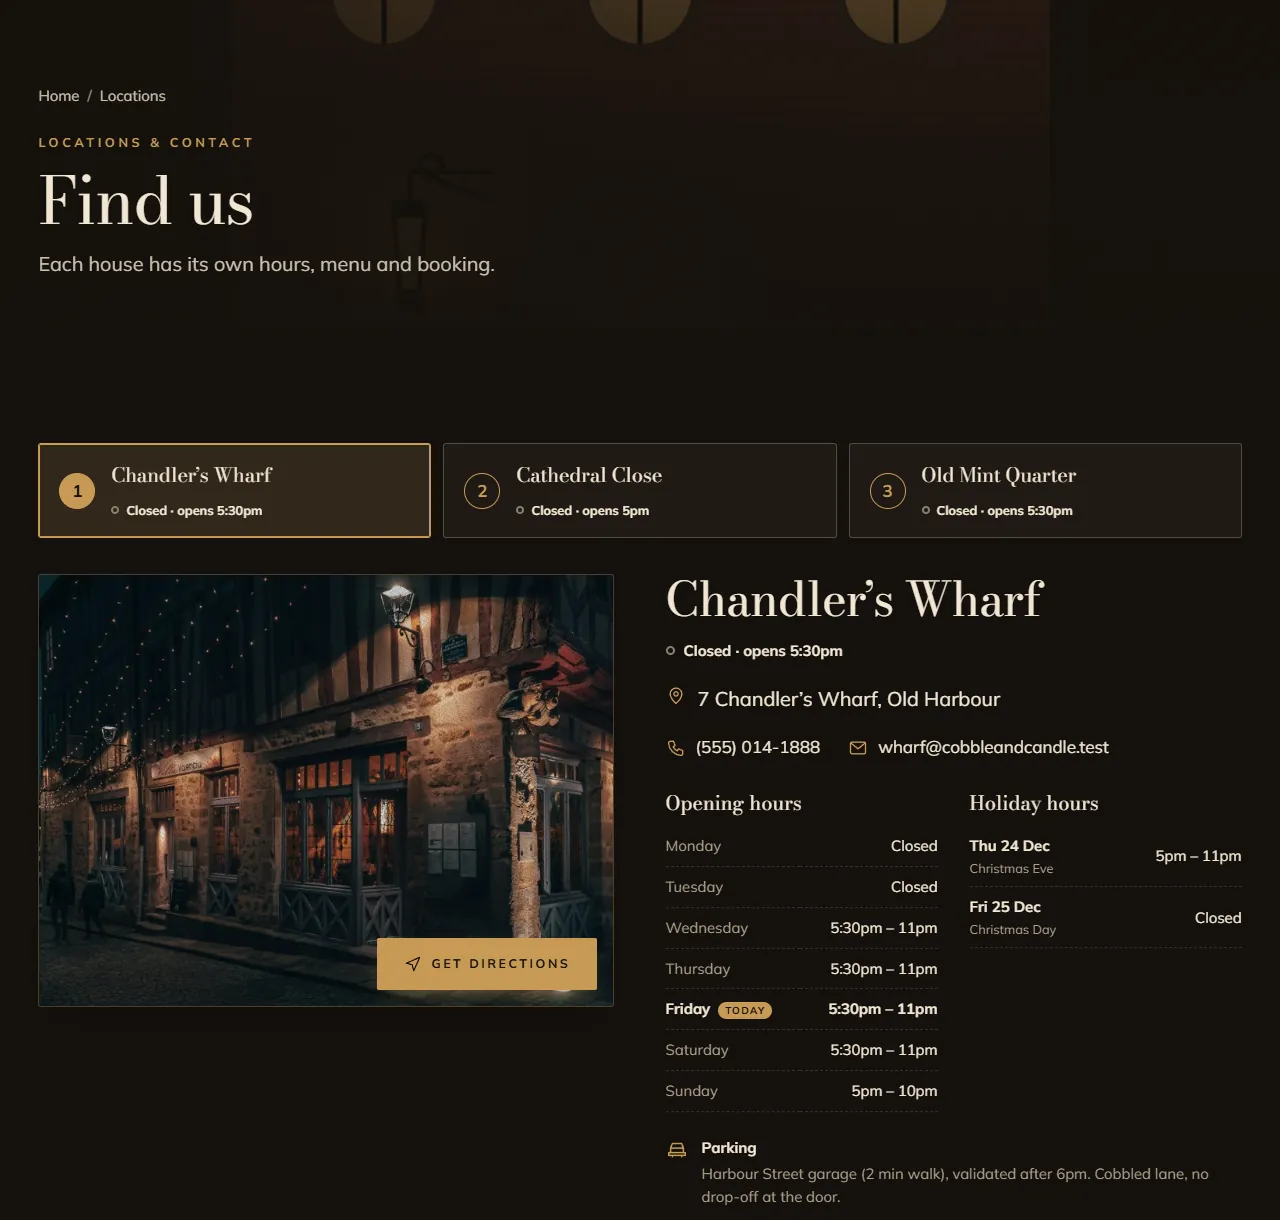 Home / Locations
LOCATIONS & CONTACT
Find us
Each house has its own hours, menu and booking.
1 Chandler’s Wharf
Closed · opens 5:30pm
2 Cathedral Close
Closed · opens 5pm
3 Old Mint Quarter
Closed · opens 5:30pm
GET DIRECTIONS
Chandler’s Wharf
Closed · opens 5:30pm
7 Chandler’s Wharf, Old Harbour
(555) 014-1888 wharf@cobbleandcandle.test
Opening hours
Monday Closed
Tuesday Closed
Wednesday 5:30pm – 11pm
Thursday 5:30pm – 11pm
Friday TODAY 5:30pm – 11pm
Saturday 5:30pm – 11pm
Sunday 5pm – 10pm
Holiday hours
Thu 24 Dec 5pm – 11pm
Christmas Eve
Fri 25 Dec Closed
Christmas Day
Parking
Harbour Street garage (2 min walk), validated after 6pm. Cobbled lane, no
drop-off at the door.